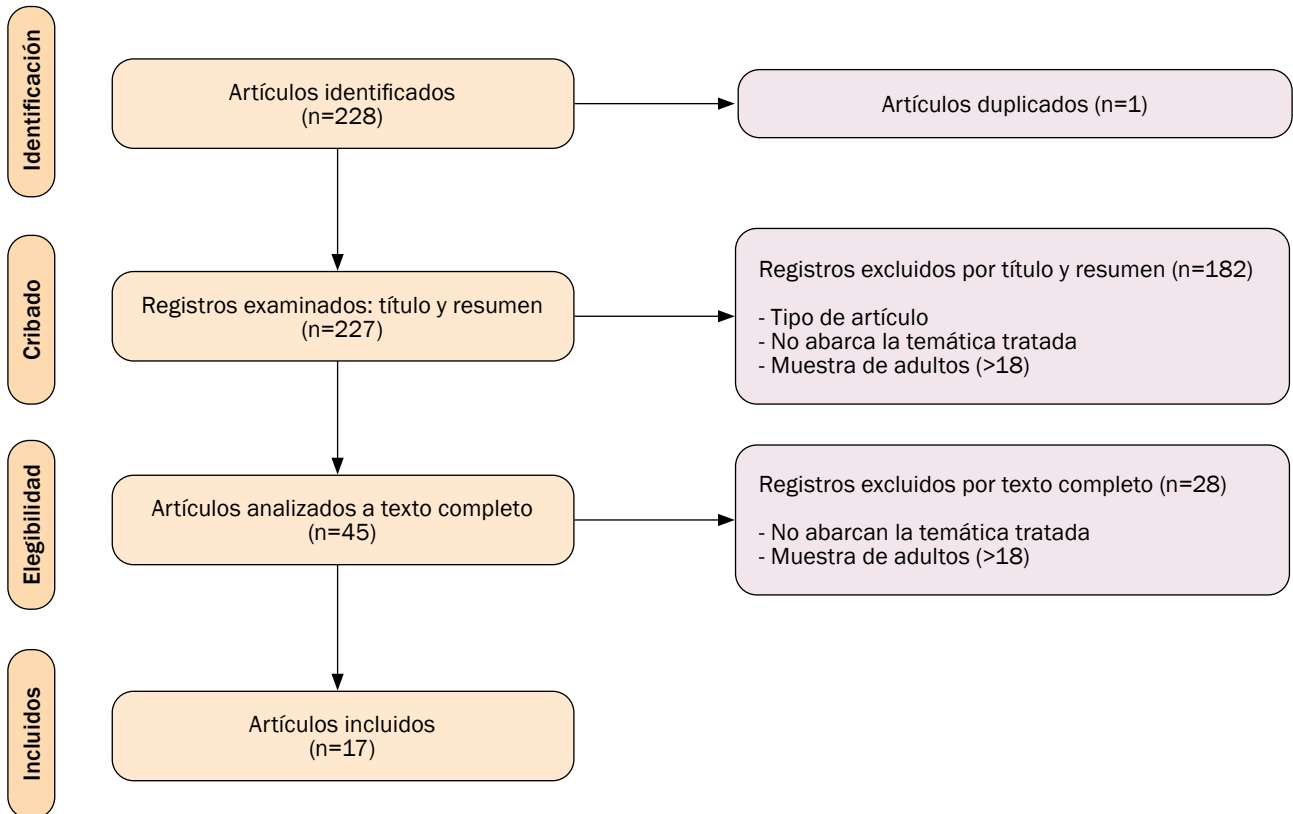 Identificación
Artículos identificados
(n=228)
Artículos duplicados (n=1)
Cribado
Registros examinados: título y resumen
(n=227)
Registros excluidos por título y resumen (n=182)
- Tipo de artículo
- No abarca la temática tratada
- Muestra de adultos (>18)
Elegibilidad
Artículos analizados a texto completo
(n=45)
Registros excluidos por texto completo (n=28)
- No abarcan la temática tratada
- Muestra de adultos (>18)
Incluidos
Artículos incluidos
(n=17)